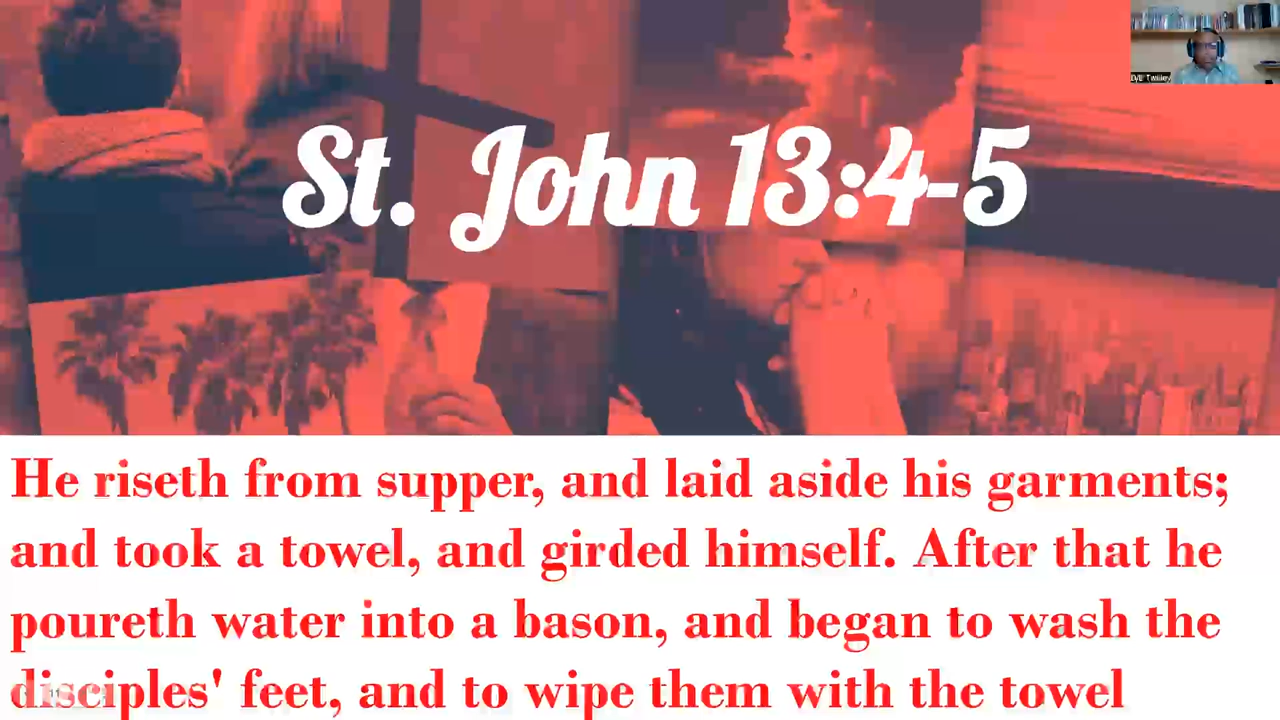 St. John 13:4-5
He riseth from supper, and laid aside his garments;
and took a towel, and girded himself. After that he
poureth water into a bason, and began to wash the
disciples' feet, and to wipe them with the towel